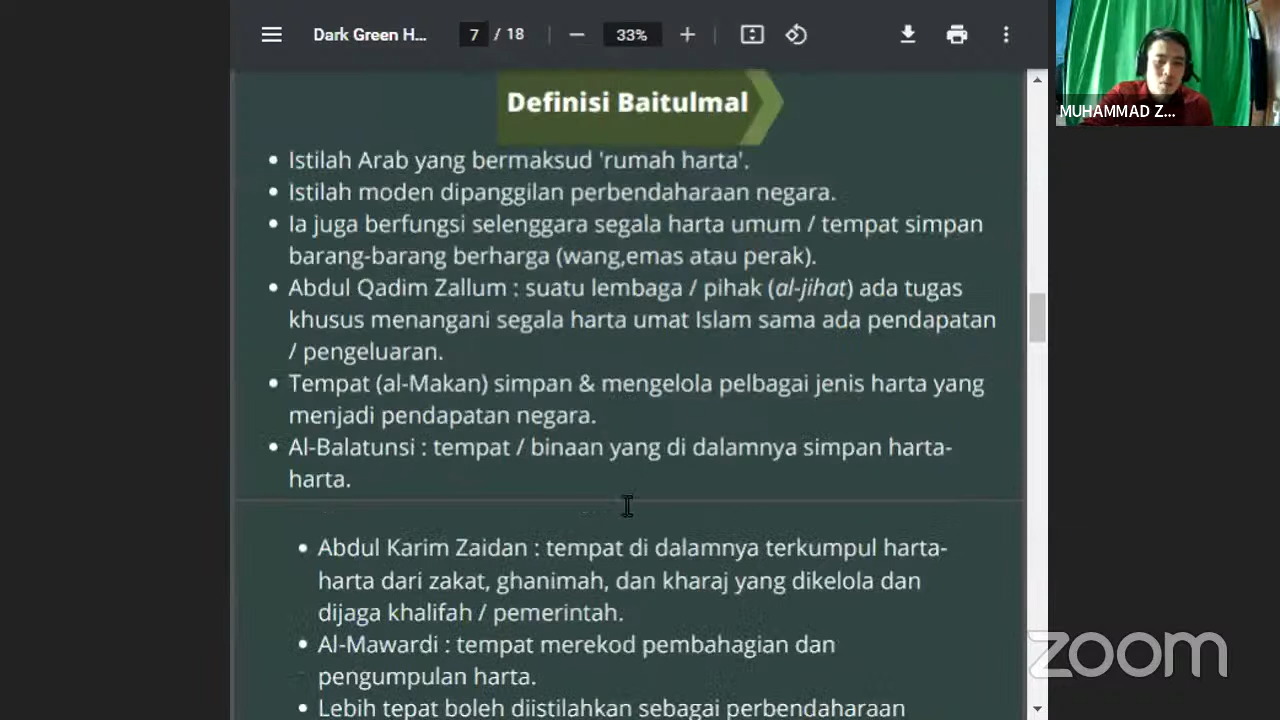 Dark Green H... 7 / 18 33%
MUHAMMAD Z...
Definisi Baitulmal
• Istilah Arab yang bermaksud 'rumah harta'.
• Istilah moden dipanggilan perbendaharaan negara.
• Ia juga berfungsi selenggara segala harta umum / tempat simpan
barang-barang berharga (wang,emas atau perak).
• Abdul Qadim Zallum : suatu lembaga / pihak (al-jihat) ada tugas
khusus menangani segala harta umat Islam sama ada pendapatan
/ pengeluaran.
• Tempat (al-Makan) simpan & mengelola pelbagai jenis harta yang
menjadi pendapatan negara.
• Al-Balatunsi : tempat / binaan yang di dalamnya simpan harta-
harta.
• Abdul Karim Zaidan : tempat di dalamnya terkumpul harta-
harta dari zakat, ghanimah, dan kharaj yang dikelola dan
dijaga khalifah / pemerintah.
• Al-Mawardi : tempat merekod pembahagian dan
pengumpulan harta.
• Lebih tepat boleh diistilahkan sebagai perbendaharaan
zoom